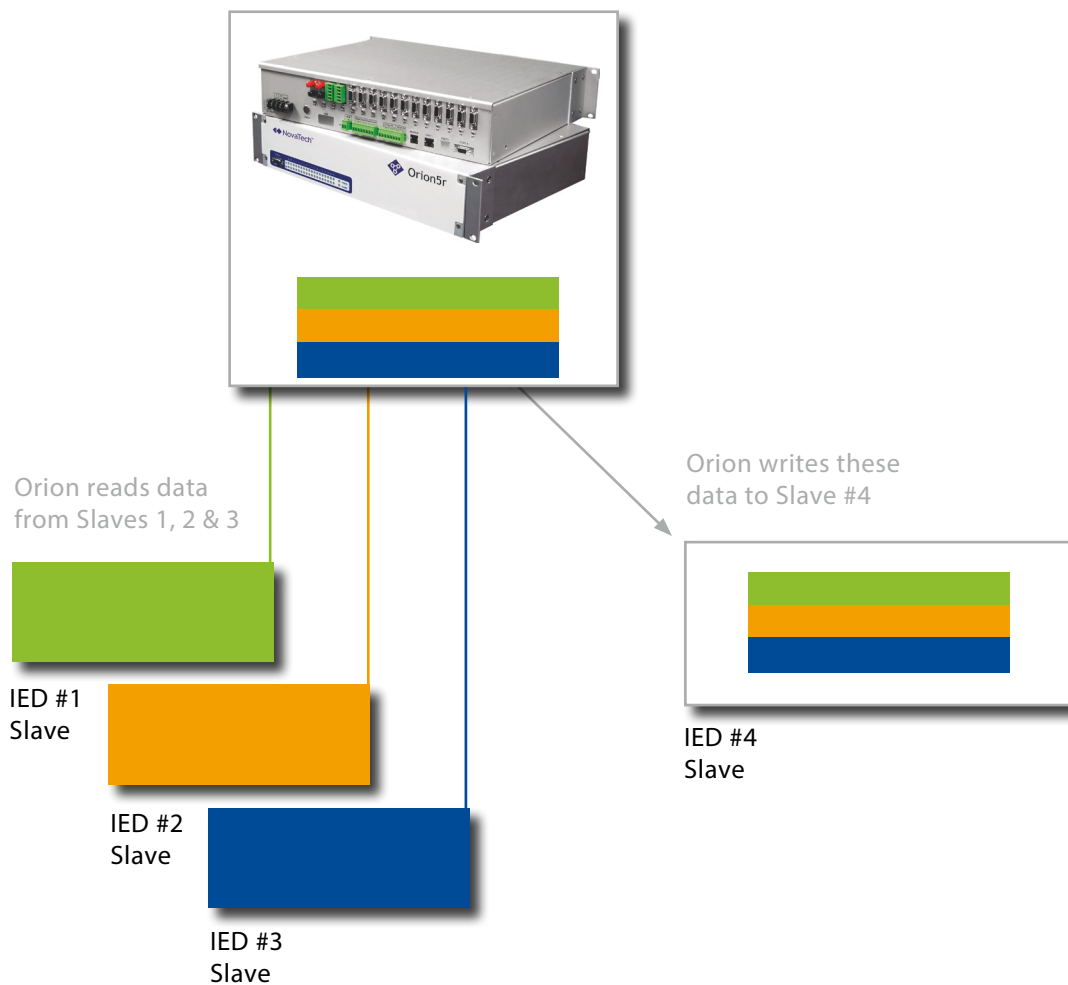 NovaTech
Orion5r
Orion reads data
from Slaves 1, 2 & 3
Orion writes these
data to Slave #4
IED #1
Slave
IED #4
Slave
IED #2
Slave
IED #3
Slave